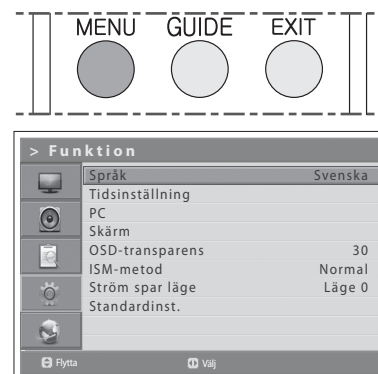 MENU GUIDE EXIT
> Funktion
Språk Svenska
Tidsinställning
PC
Skärm
OSD-transparens 30
ISM-metod Normal
Ström spar läge Läge 0
Standardinst.
Flytta Välj